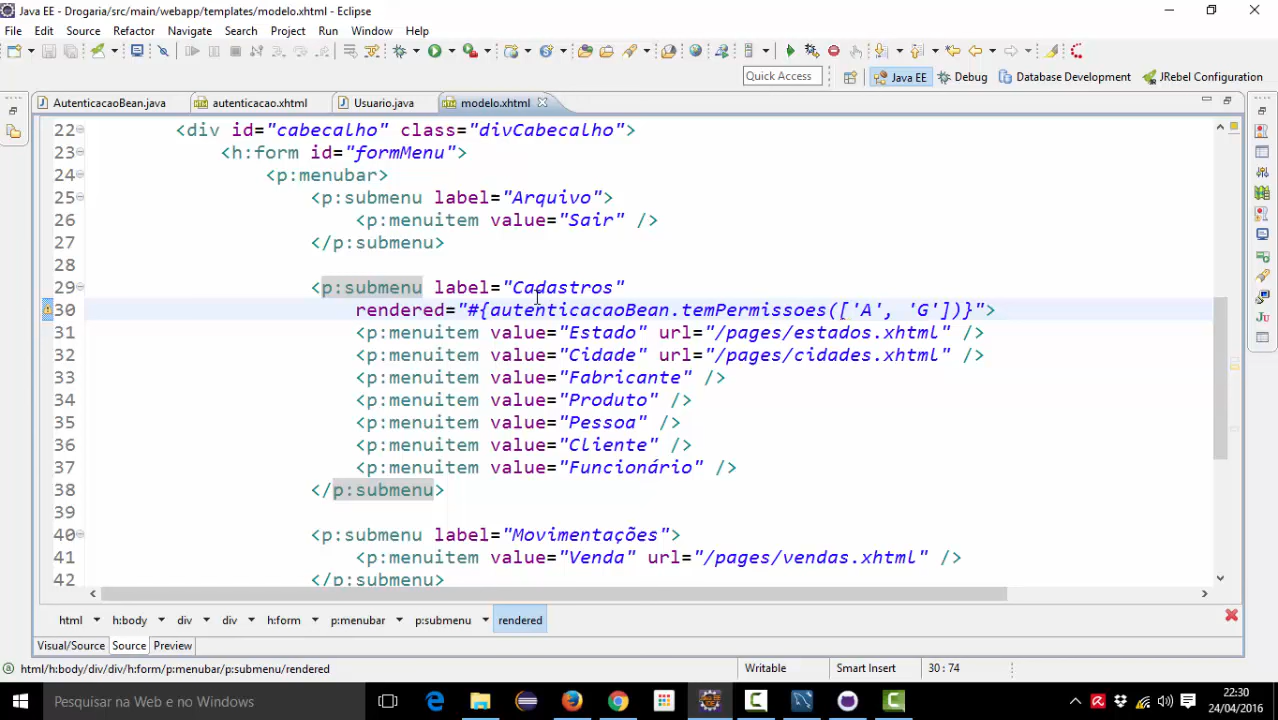 Java EE - Drogaria/src/main/webapp/templates/modelo.xhtml - Eclipse
File Edit Source Refactor Navigate Search Project Run Window Help
Quick Access Java EE Debug Database Development JRebel Configuration
AutenticacaoBean.java autenticacao.xhtml Usuario.java modelo.xhtml
22 <div id="cabecalho" class="divCabecalho">
23 <h:form id="formMenu">
24 <p:menubar>
25 <p:submenu label="Arquivo">
26 <p:menuitem value="Sair" />
27 </p:submenu>
28
29 <p:submenu label="Cadastros"
30 rendered="#{autenticacaoBean.temPermissoes(['A', 'G'])}">
31 <p:menuitem value="Estado" url="/pages/estados.xhtml" />
32 <p:menuitem value="Cidade" url="/pages/cidades.xhtml" />
33 <p:menuitem value="Fabricante" />
34 <p:menuitem value="Produto" />
35 <p:menuitem value="Pessoa" />
36 <p:menuitem value="Cliente" />
37 <p:menuitem value="Funcionário" />
38 </p:submenu>
39
40 <p:submenu label="Movimentações">
41 <p:menuitem value="Venda" url="/pages/vendas.xhtml" />
42 </p:submenu>
html h:body div div h:form p:menubar p:submenu rendered
Visual/Source Source Preview
html/h:body/div/div/h:form/p:menubar/p:submenu/rendered Writable Smart Insert 30 : 74
Pesquisar na Web e no Windows
22:30
24/04/2016